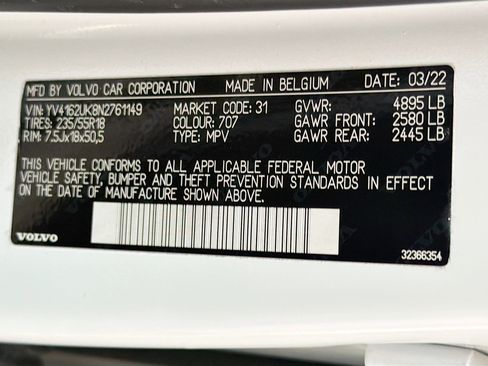 MFD BY VOLVO CAR CORPORATION MADE IN BELGIUM DATE: 03/22
VIN: YV4162UK8N2761149 MARKET CODE: 31 GVWR: 4895 LB
TIRES: 235/55R18 COLOUR: 707 GAWR FRONT: 2580 LB
RIM: 7.5Jx18x50,5 TYPE: MPV GAWR REAR: 2445 LB
THIS VEHICLE CONFORMS TO ALL APPLICABLE FEDERAL MOTOR
VEHICLE SAFETY, BUMPER AND THEFT PREVENTION STANDARDS IN EFFECT
ON THE DATE OF MANUFACTURE SHOWN ABOVE.
VOLVO 32366354